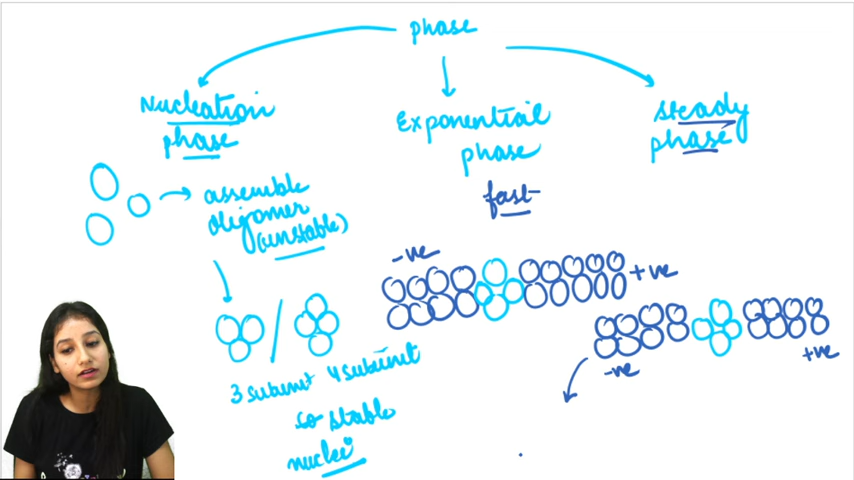 phase
Nucleation
phase
assemble
oligomer
(unstable)
3 subunit 4 subunit
so stable
nuclei
Exponential
phase
fast
-ve
+ve
steady
phase
-ve
+ve